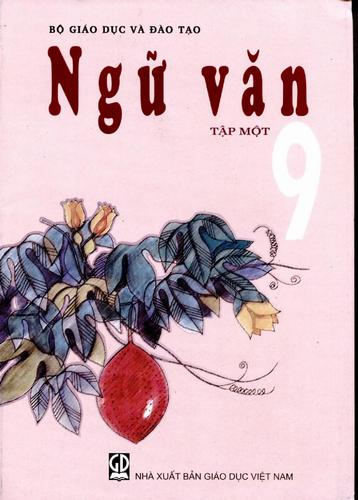 BỘ GIÁO DỤC VÀ ĐÀO TẠO
Ngữ văn
TẬP MỘT
9
GD
NHÀ XUẤT BẢN GIÁO DỤC VIỆT NAM